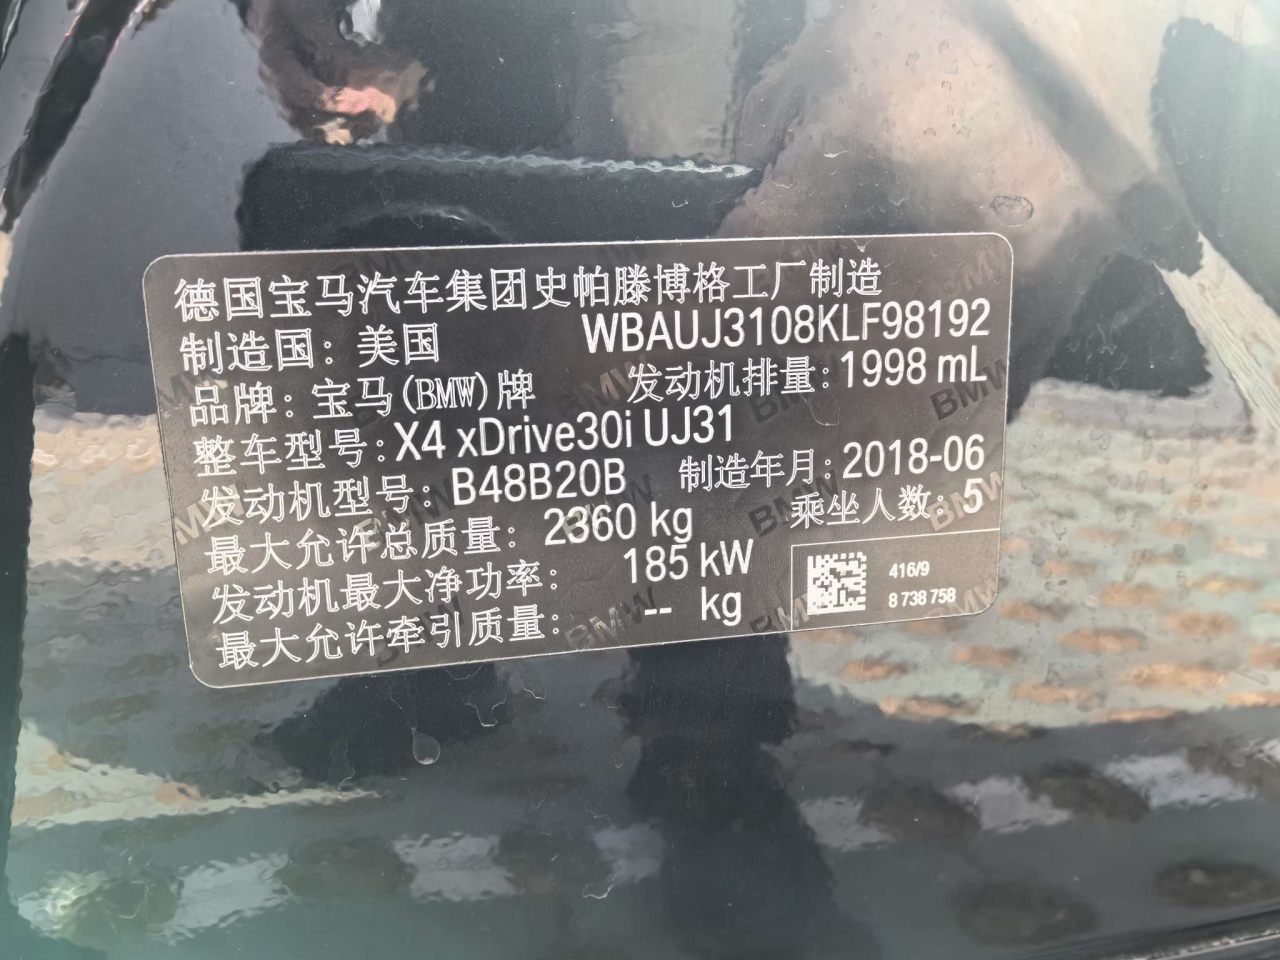 德国宝马汽车集团史帕滕博格工厂制造
制造国: 美国 WBAUJ3108KLF98192
品牌: 宝马(BMW)牌 发动机排量: 1998 mL
整车型号: X4 xDrive30i UJ31
发动机型号: B48B20B 制造年月: 2018-06
最大允许总质量: 2360 kg 乘坐人数: 5
发动机最大净功率: 185 kW
最大允许牵引质量: -- kg
416/9
8 738 758